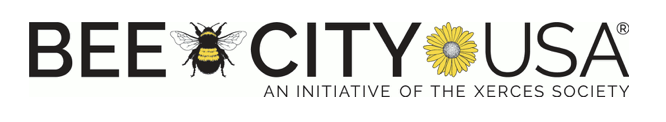 BEE CITY USA®
AN INITIATIVE OF THE XERCES SOCIETY